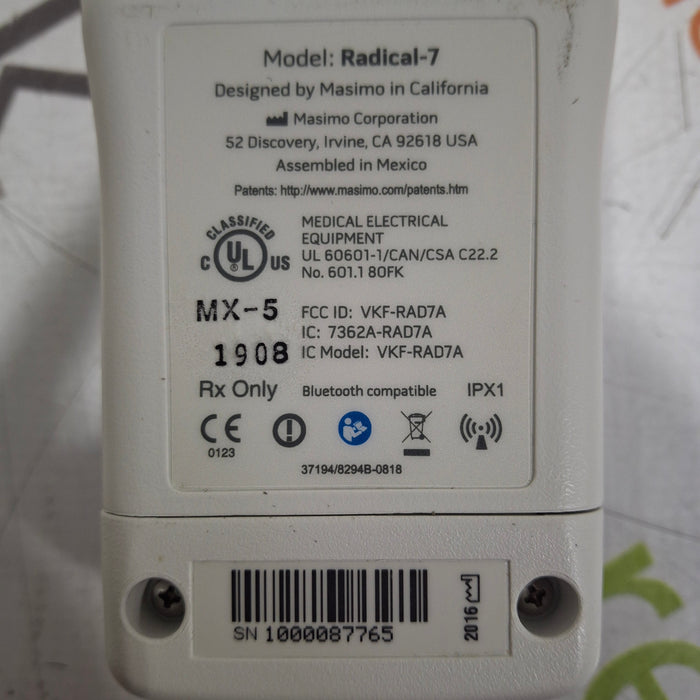 Model: Radical-7
Designed by Masimo in California
Masimo Corporation
52 Discovery, Irvine, CA 92618 USA
Assembled in Mexico
Patents: http://www.masimo.com/patents.htm
CLASSIFIED
C UL US
MEDICAL ELECTRICAL
EQUIPMENT
UL 60601-1/CAN/CSA C22.2
No. 601.1 80FK
MX-5
1908
FCC ID: VKF-RAD7A
IC: 7362A-RAD7A
IC Model: VKF-RAD7A
Rx Only
Bluetooth compatible
IPX1
CE
0123
37194/8294B-0818
SN 1000087765
2016